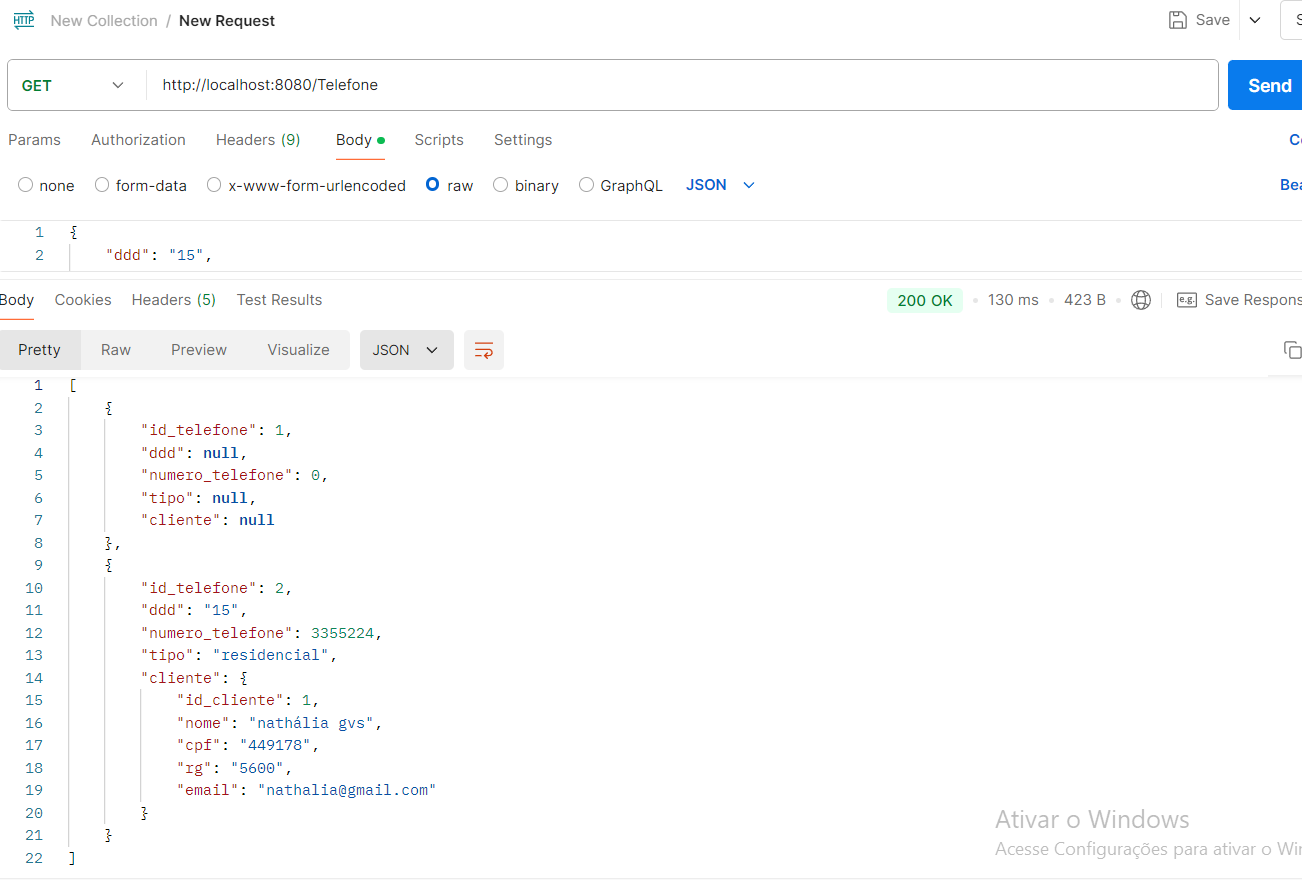 HTTP New Collection / New Request Save
GET http://localhost:8080/Telefone Send
Params Authorization Headers (9) Body Scripts Settings
none form-data x-www-form-urlencoded raw binary GraphQL JSON
1 {
2 "ddd": "15",
Body Cookies Headers (5) Test Results 200 OK 130 ms 423 B e.g. Save Respons
Pretty Raw Preview Visualize JSON
1 [
2 {
3 "id_telefone": 1,
4 "ddd": null,
5 "numero_telefone": 0,
6 "tipo": null,
7 "cliente": null
8 },
9 {
10 "id_telefone": 2,
11 "ddd": "15",
12 "numero_telefone": 3355224,
13 "tipo": "residencial",
14 "cliente": {
15 "id_cliente": 1,
16 "nome": "nathália gvs",
17 "cpf": "449178",
18 "rg": "5600",
19 "email": "nathalia@gmail.com"
20 }
21 }
22 ]
Ativar o Windows
Acesse Configurações para ativar o Wi